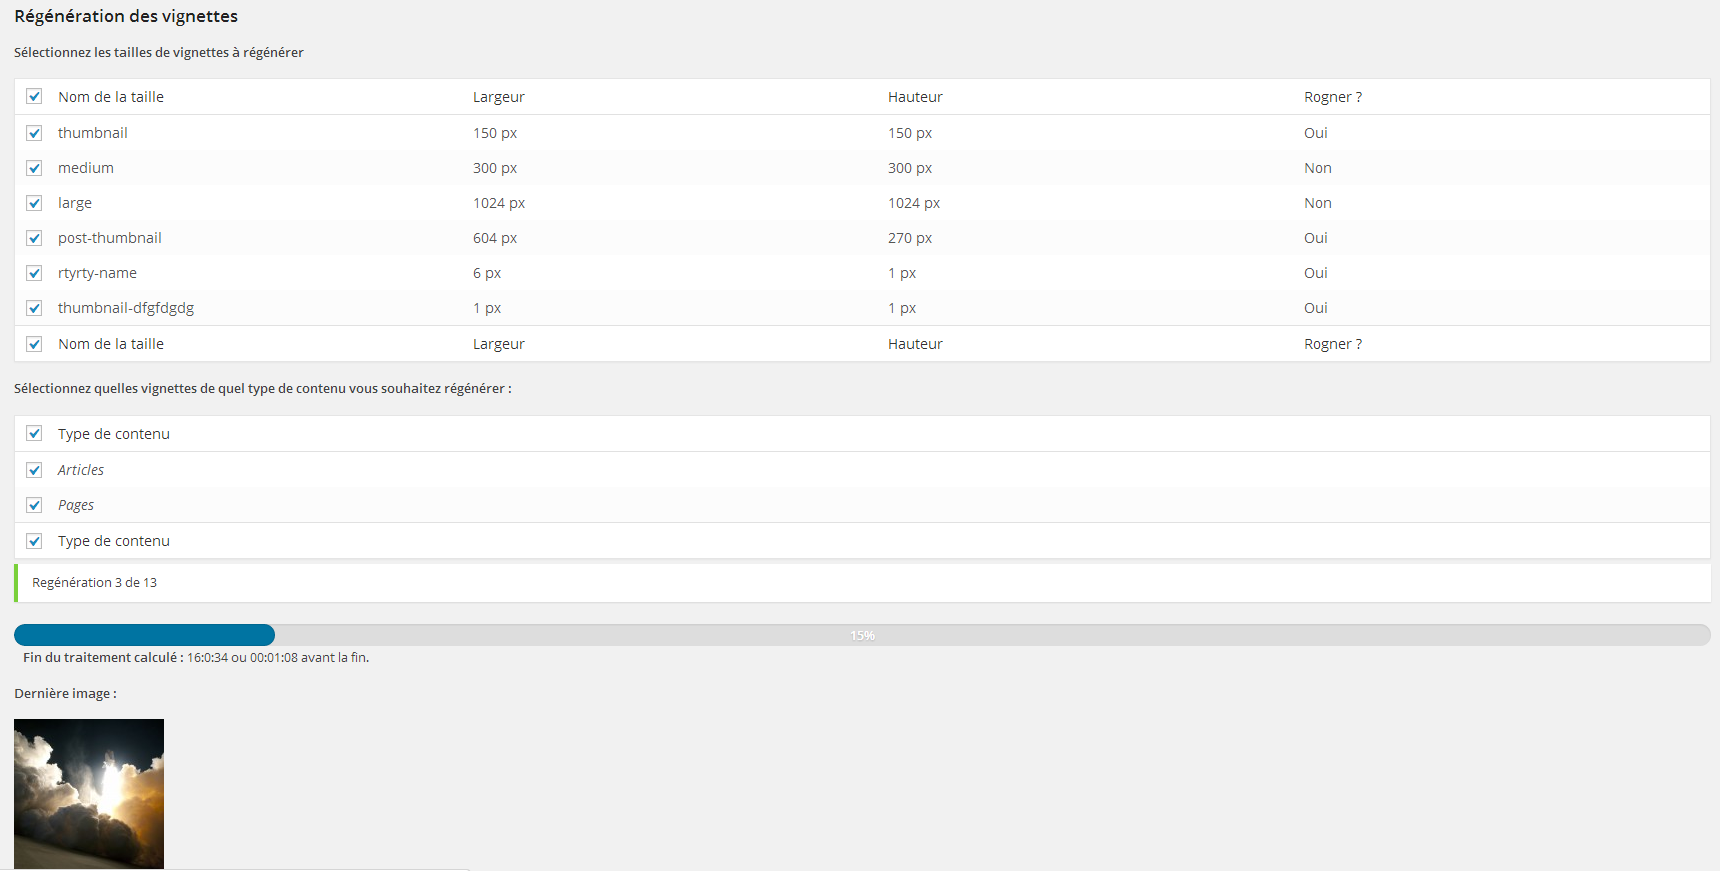 Régénération des vignettes
Sélectionnez les tailles de vignettes à régénérer
Nom de la taille Largeur Hauteur Rogner ?
thumbnail 150 px 150 px Oui
medium 300 px 300 px Non
large 1024 px 1024 px Non
post-thumbnail 604 px 270 px Oui
rtyrty-name 6 px 1 px Oui
thumbnail-dfgfdgdg 1 px 1 px Oui
Nom de la taille Largeur Hauteur Rogner ?
Sélectionnez quelles vignettes de quel type de contenu vous souhaitez régénérer :
Type de contenu
Articles
Pages
Type de contenu
Regénération 3 de 13
15%
Fin du traitement calculé : 16:0:34 ou 00:01:08 avant la fin.
Dernière image :